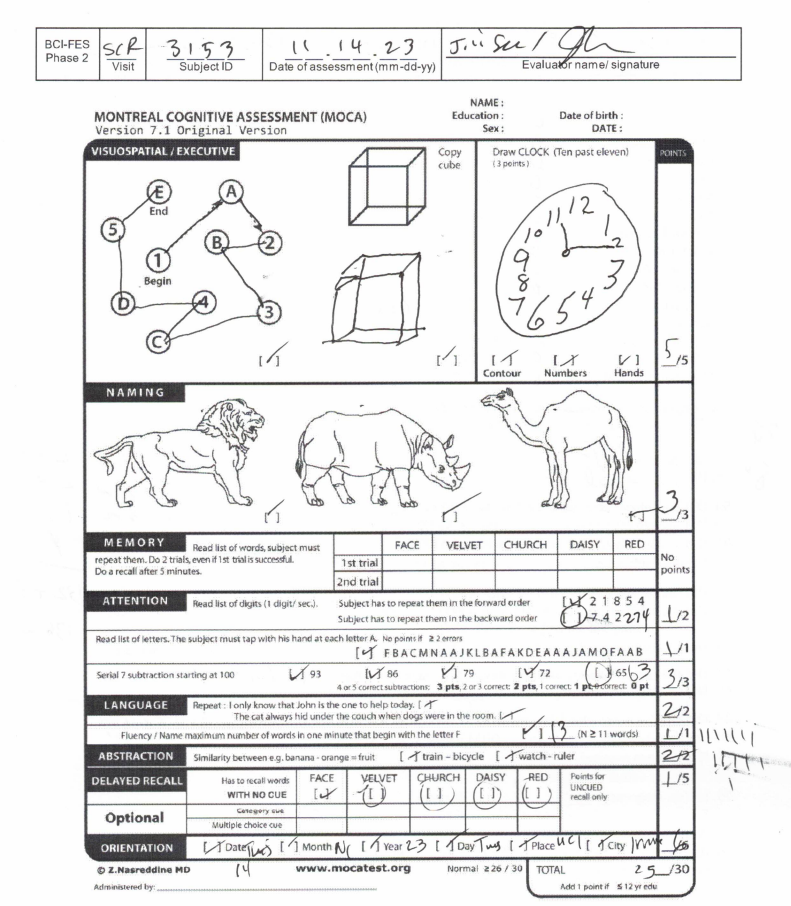 BCI-FES Phase 2 SCR Visit 3153 Subject ID 11.14.23 Date of assessment (mm-dd-yy) Evaluator name/ signature
NAME :
MONTREAL COGNITIVE ASSESSMENT (MOCA) Education : Date of birth :
Version 7.1 Original Version Sex : DATE :
VISUOSPATIAL / EXECUTIVE Copy cube Draw CLOCK (Ten past eleven) POINTS
(3 points)
E A
End
5 B 2
1
Begin
D 4 3
C
11 12
10 1
9 2
8 3
7 6 5 4
[✓] [✓] [✓] [✓] [✓] 5/5
Contour Numbers Hands
NAMING
[✓] [✓] [✓] 3/3
MEMORY Read list of words, subject must FACE VELVET CHURCH DAISY RED
repeat them. Do 2 trials, even if 1st trial is successful. 1st trial No points
Do a recall after 5 minutes. 2nd trial
ATTENTION Read list of digits (1 digit/ sec.). Subject has to repeat them in the forward order [✓] 2 1 8 5 4
Subject has to repeat them in the backward order [ ] 7 4 2 274 1/2
Read list of letters. The subject must tap with his hand at each letter A. No points if ≥ 2 errors
[✓] FBACMNAAJKLBAFAKDEAAAJAMOFAAB 1/1
Serial 7 subtraction starting at 100 [✓] 93 [✓] 86 [✓] 79 [✓] 72 [ ] 65 63 3/3
4 or 5 correct subtractions: 3 pts, 2 or 3 correct: 2 pts, 1 correct: 1 pt, 0 correct: 0 pt
LANGUAGE Repeat : I only know that John is the one to help today. [✓]
The cat always hid under the couch when dogs were in the room. [✓] 2/2
Fluency / Name maximum number of words in one minute that begin with the letter F [✓] 13 (N ≥ 11 words) 1/1
ABSTRACTION Similarity between e.g. banana - orange = fruit [✓] train – bicycle [✓] watch - ruler 2/2
DELAYED RECALL Has to recall words WITH NO CUE FACE [✓] VELVET [ ] CHURCH [ ] DAISY [ ] RED [ ] Points for UNCUED recall only 1/5
Optional Category cue
Multiple choice cue
ORIENTATION [✓] Date [✓] Month [✓] Year 23 [✓] Day Tues [✓] Place UCI [✓] City /6
14
© Z.Nasreddine MD www.mocatest.org Normal ≥ 26 / 30 TOTAL 25/30
Administered by: Add 1 point if ≤ 12 yr edu